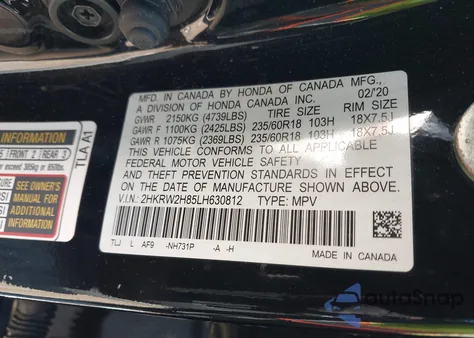 MFD. IN CANADA BY HONDA OF CANADA MFG.,
A DIVISION OF HONDA CANADA INC. 02/'20
GVWR 2150KG (4739LBS) TIRE SIZE RIM SIZE
GAWR F 1100KG (2425LBS) 235/60R18 103H 18X7.5J
GAWR R 1075KG (2369LBS) 235/60R18 103H 18X7.5J
THIS VEHICLE CONFORMS TO ALL APPLICABLE
FEDERAL MOTOR VEHICLE SAFETY
AND THEFT PREVENTION STANDARDS IN EFFECT ON
THE DATE OF MANUFACTURE SHOWN ABOVE.
V.I.N.: 2HKRW2H85LH630812 TYPE: MPV
TLJ L AF9 -NH731P -A -H
MADE IN CANADA
INFORMATION
FRONT 2 REAR 3
TLA A1
SEE OWNER'S
MANUAL FOR
ADDITIONAL
INFORMATION
AutoSnap